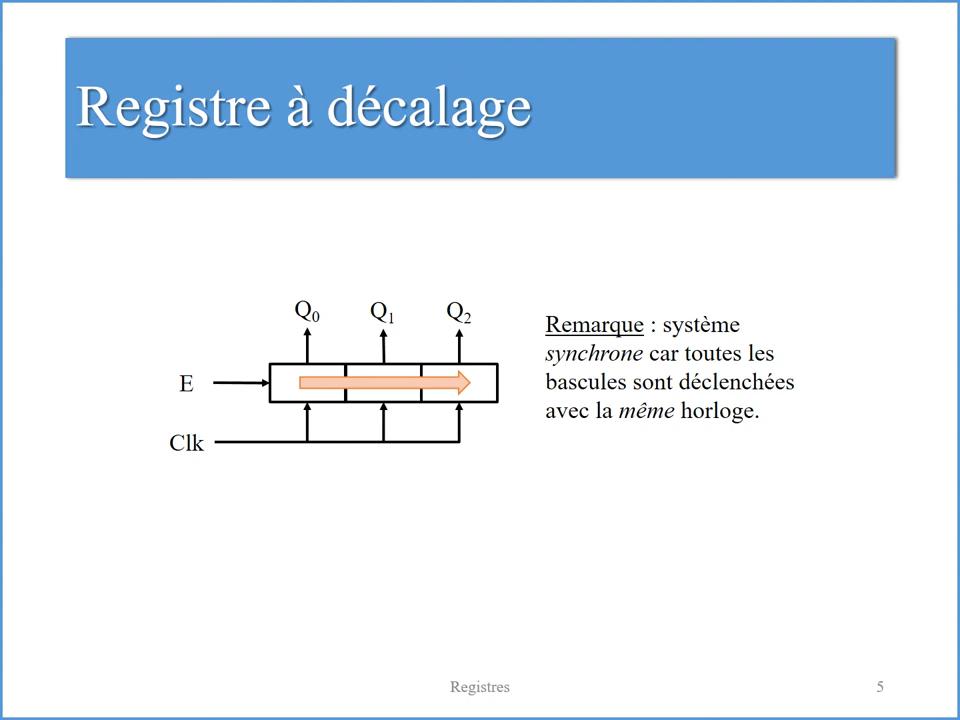 Registre à décalage
Q₀ Q₁ Q₂
E
Clk
Remarque : système
synchrone car toutes les
bascules sont déclenchées
avec la même horloge.
Registres
5